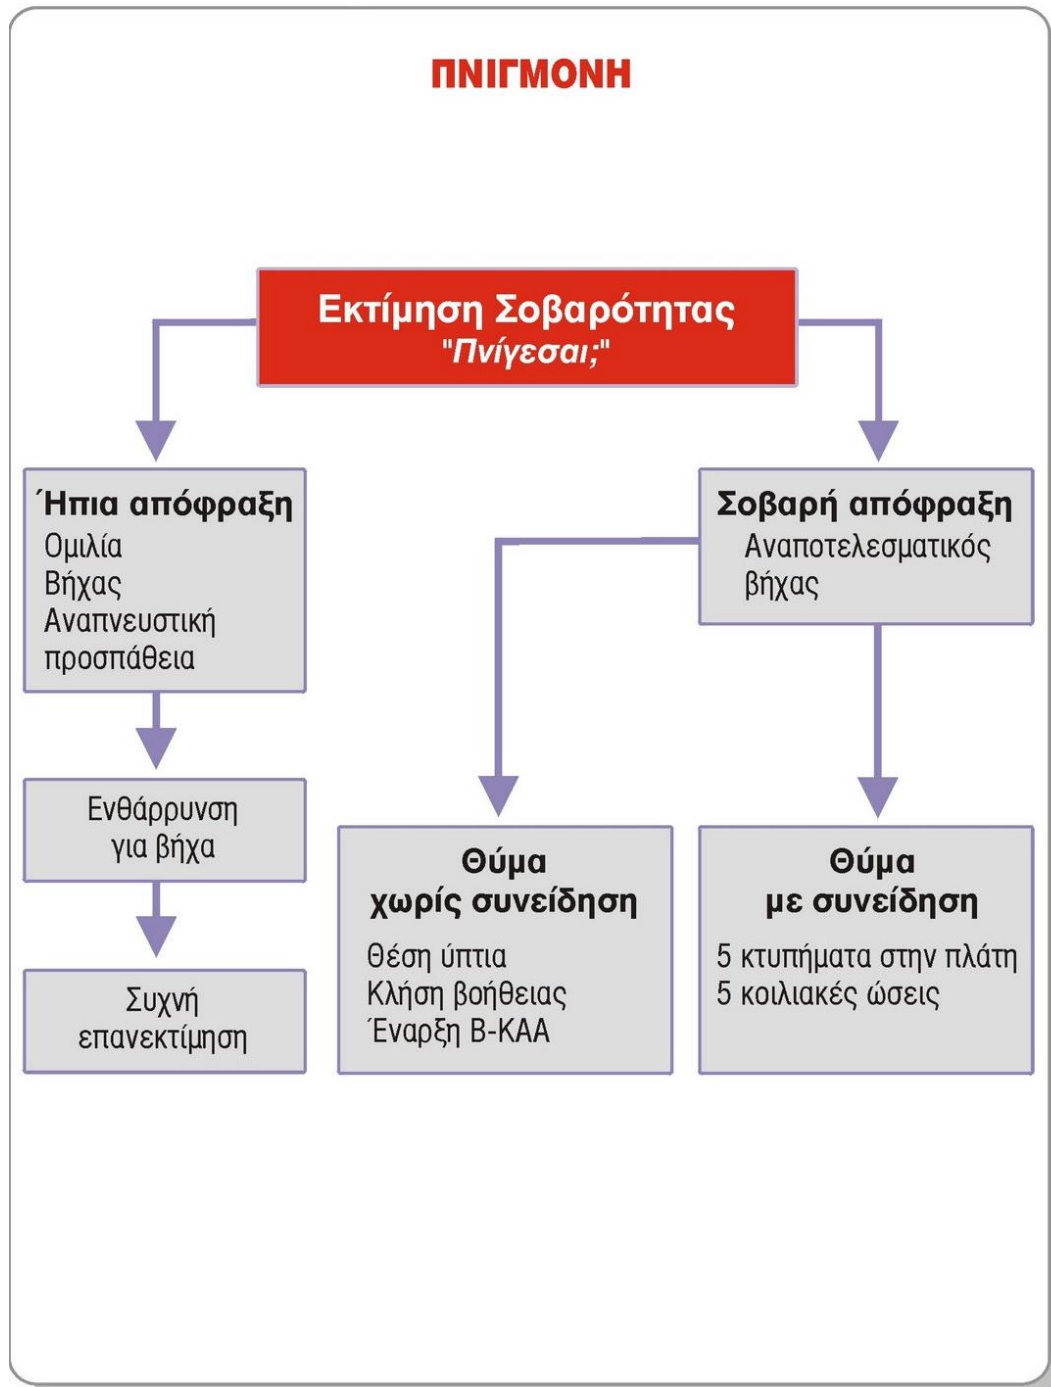 ΠΝΙΓΜΟΝΗ
Εκτίμηση Σοβαρότητας
"Πνίγεσαι;"
Ήπια απόφραξη
Ομιλία
Βήχας
Αναπνευστική
προσπάθεια
Ενθάρρυνση
για βήχα
Συχνή
επανεκτίμηση
Σοβαρή απόφραξη
Αναποτελεσματικός
βήχας
Θύμα
χωρίς συνείδηση
Θέση ύπτια
Κλήση βοήθειας
Έναρξη Β-ΚΑΑ
Θύμα
με συνείδηση
5 κτυπήματα στην πλάτη
5 κοιλιακές ώσεις